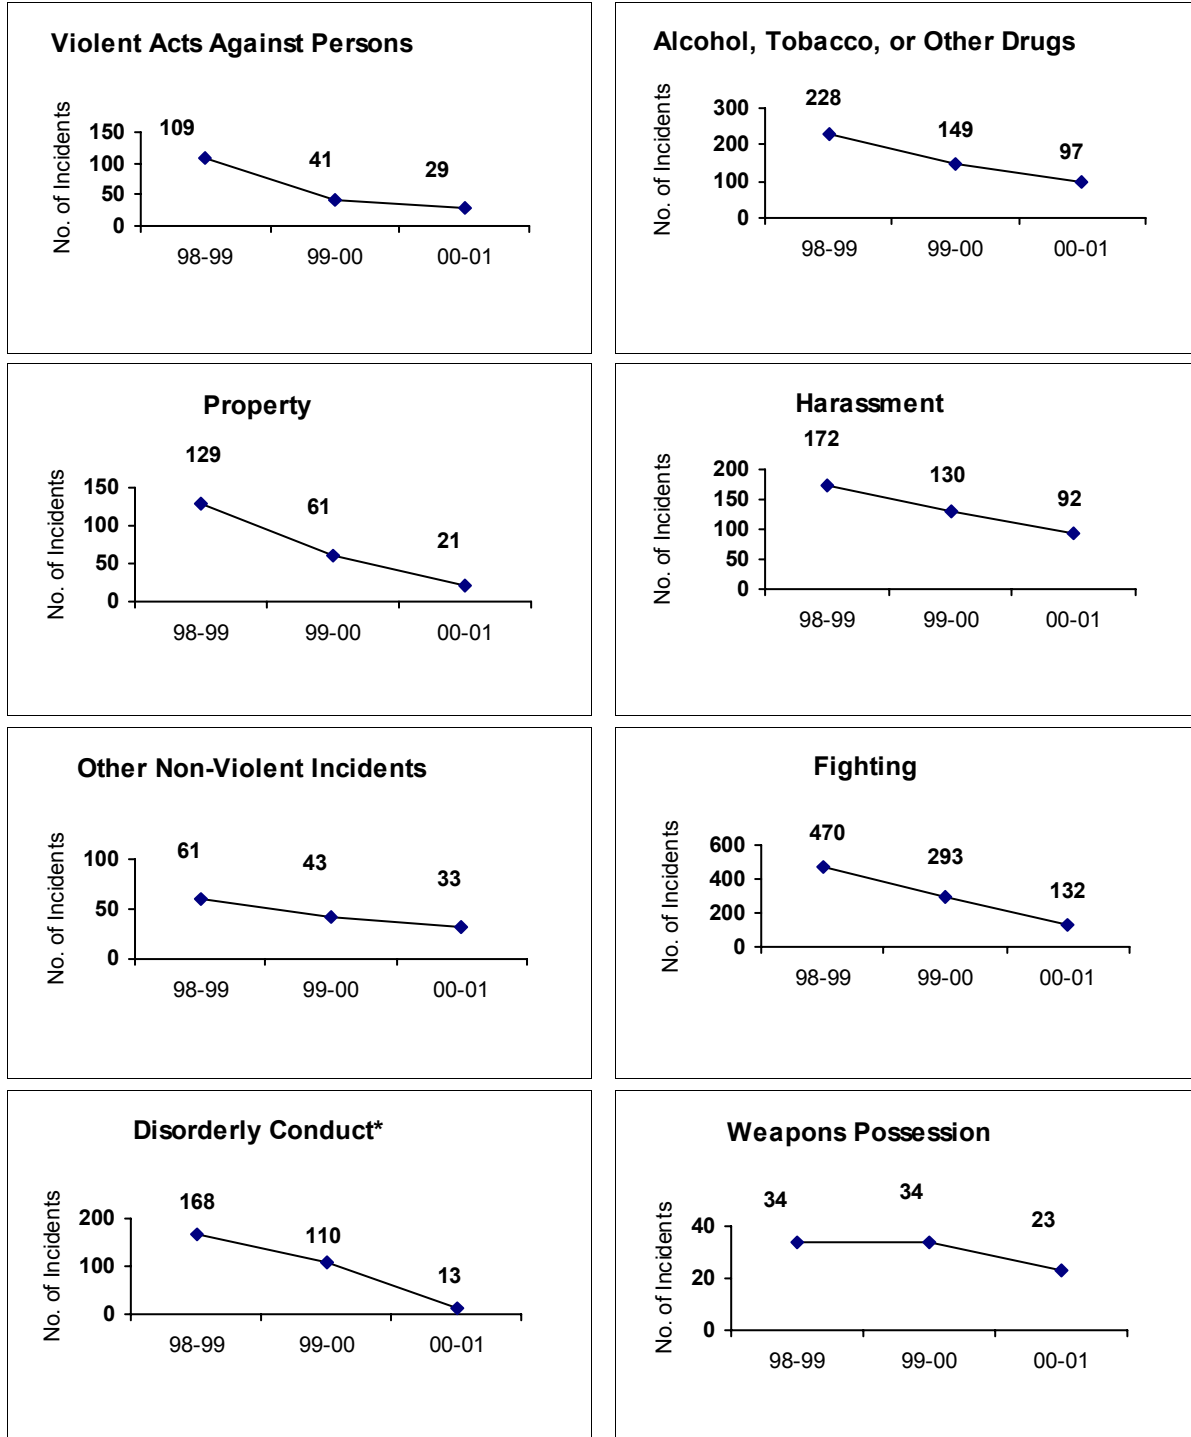 Violent Acts Against Persons
No. of Incidents
150
100
50
0
109
41
29
98-99 99-00 00-01
Alcohol, Tobacco, or Other Drugs
No. of Incidents
300
200
100
0
228
149
97
98-99 99-00 00-01
Property
No. of Incidents
150
100
50
0
129
61
21
98-99 99-00 00-01
Harassment
No. of Incidents
200
150
100
50
0
172
130
92
98-99 99-00 00-01
Other Non-Violent Incidents
No. of Incidents
100
50
0
61
43
33
98-99 99-00 00-01
Fighting
No. of Incidents
600
400
200
0
470
293
132
98-99 99-00 00-01
Disorderly Conduct*
No. of Incidents
200
100
0
168
110
13
98-99 99-00 00-01
Weapons Possession
No. of Incidents
40
20
0
34
34
23
98-99 99-00 00-01